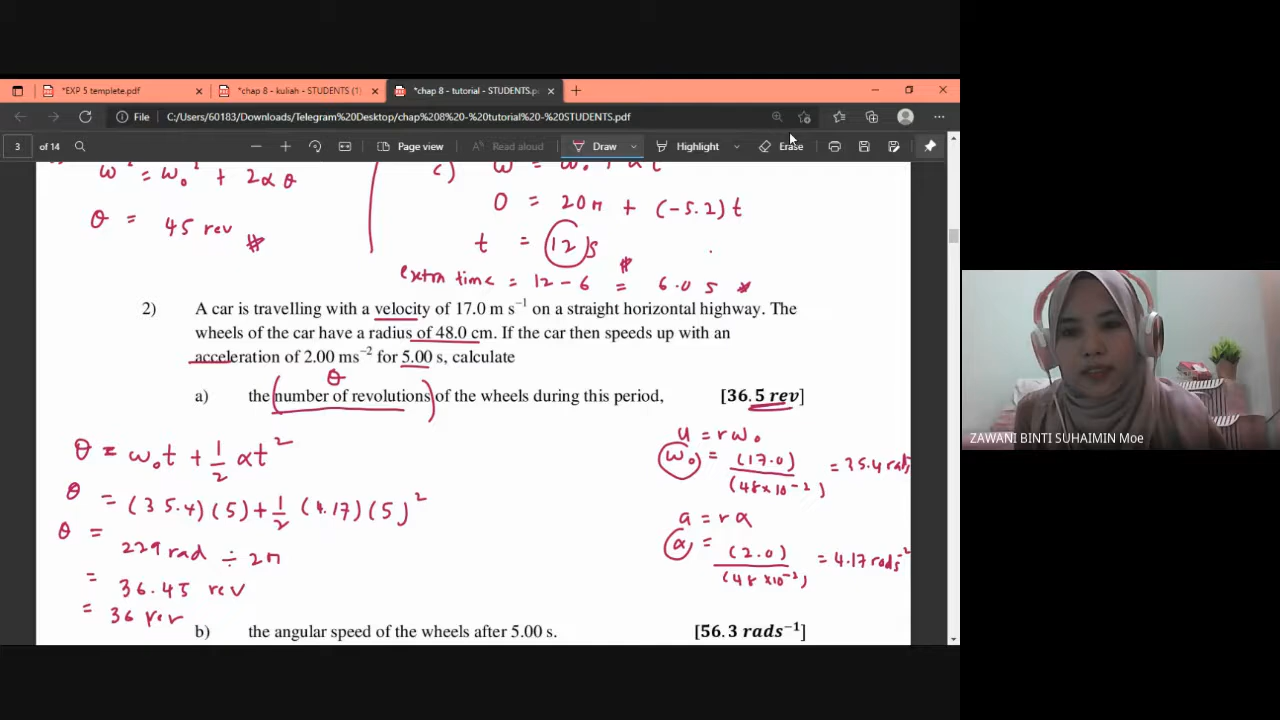 *EXP 5 templete.pdf
*chap 8 - kuliah - STUDENTS (1)
*chap 8 - tutorial - STUDENTS.p
File C:/Users/60183/Downloads/Telegram%20Desktop/chap%208%20-%20tutorial%20-%20STUDENTS.pdf
3 of 14 Page view Read aloud Draw Highlight Erase
ω² = ω₀² + 2αθ
θ = 45 rev #
c) ω = ω₀ + αt
0 = 20π + (-5.2)t
t = 12 s #
extra time = 12 - 6 = 6.0 s
2) A car is travelling with a velocity of 17.0 m s⁻¹ on a straight horizontal highway. The
wheels of the car have a radius of 48.0 cm. If the car then speeds up with an
acceleration of 2.00 ms⁻² for 5.00 s, calculate
θ
a) the (number of revolutions) of the wheels during this period, [36.5 rev]
θ = ω₀t + 1/2 αt²
θ = (35.4)(5) + 1/2 (4.17)(5)²
θ =
229 rad ÷ 2π
= 36.45 rev
= 36 rev
u = rω₀
ω₀ = (17.0) / (48×10⁻²) = 35.4 rads
a = rα
α = (2.0) / (48×10⁻²) = 4.17 rads⁻²
b) the angular speed of the wheels after 5.00 s. [56.3 rads⁻¹]
ZAWANI BINTI SUHAIMIN Moe